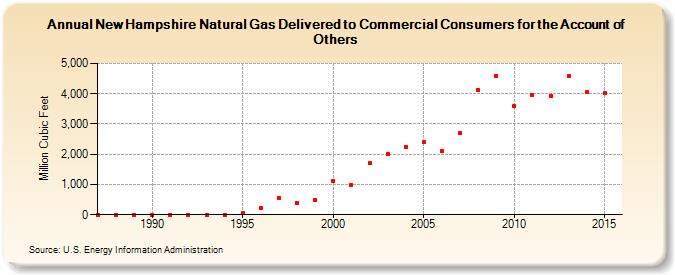 Annual New Hampshire Natural Gas Delivered to Commercial Consumers for the Account of
Others
Million Cubic Feet
5,000
4,000
3,000
2,000
1,000
0
1990 1995 2000 2005 2010 2015
Source: U.S. Energy Information Administration